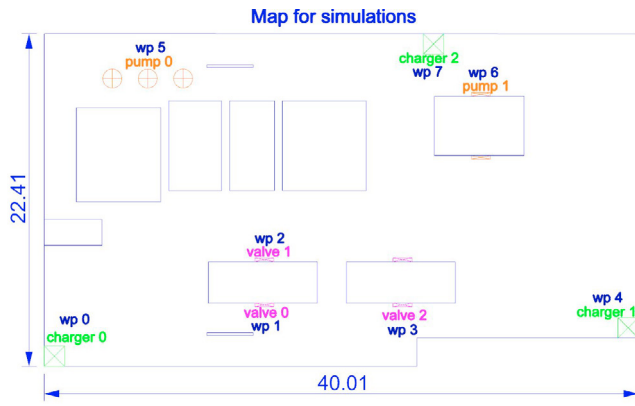 Map for simulations
wp 5
pump 0
charger 2
wp 7
wp 6
pump 1
22.41
wp 2
valve 1
wp 0
charger 0
valve 0
wp 1
valve 2
wp 3
wp 4
charger 1
40.01